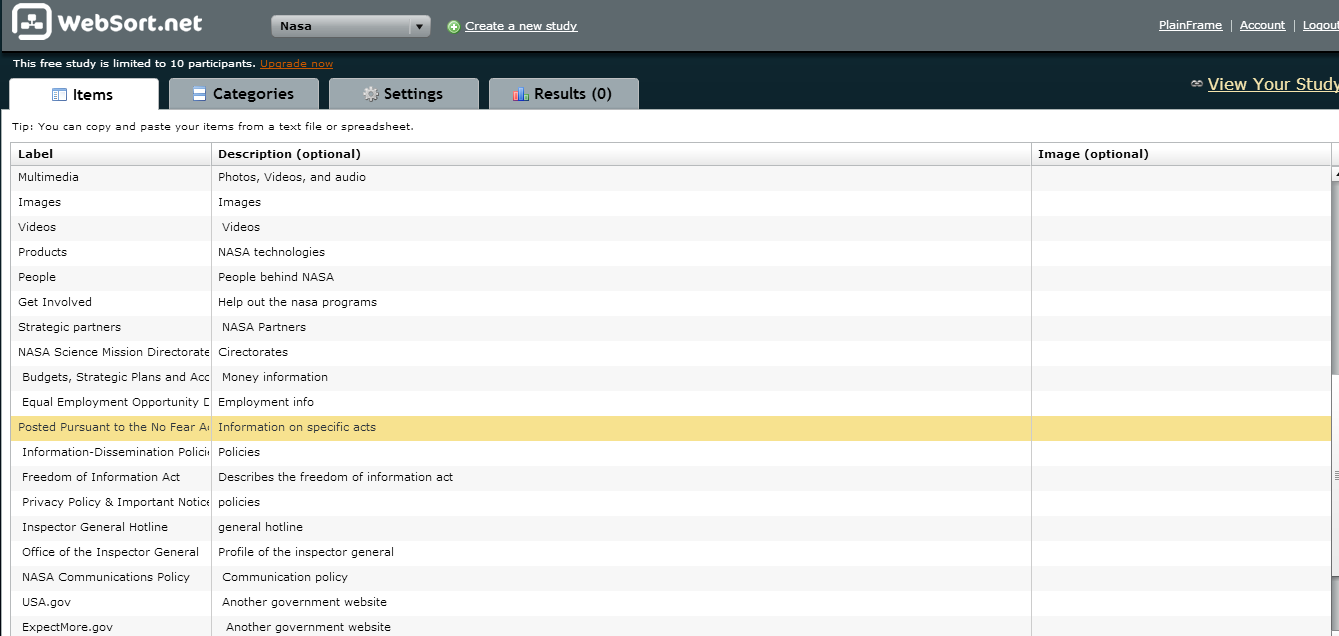 WebSort.net Nasa Create a new study PlainFrame | Account | Logout
This free study is limited to 10 participants. Upgrade now
Items Categories Settings Results (0) View Your Study
Tip: You can copy and paste your items from a text file or spreadsheet.
Label Description (optional) Image (optional)
Multimedia Photos, Videos, and audio
Images Images
Videos Videos
Products NASA technologies
People People behind NASA
Get Involved Help out the nasa programs
Strategic partners NASA Partners
NASA Science Mission Directorate Cirectorates
Budgets, Strategic Plans and Acc Money information
Equal Employment Opportunity D Employment info
Posted Pursuant to the No Fear Ac Information on specific acts
Information-Dissemination Policie Policies
Freedom of Information Act Describes the freedom of information act
Privacy Policy & Important Notice policies
Inspector General Hotline general hotline
Office of the Inspector General Profile of the inspector general
NASA Communications Policy Communication policy
USA.gov Another government website
ExpectMore.gov Another government website